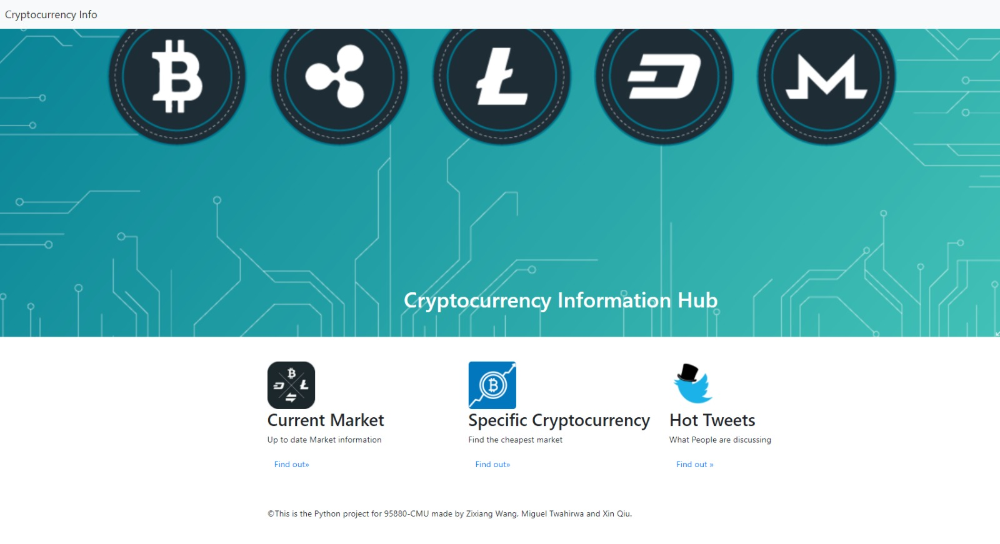 Cryptocurrency Info
Cryptocurrency Information Hub
Current Market
Up to date Market information
Find out»
Specific Cryptocurrency
Find the cheapest market
Find out»
Hot Tweets
What People are discussing
Find out »
©This is the Python project for 95880-CMU made by Zixiang Wang, Miguel Twahirwa and Xin Qiu.